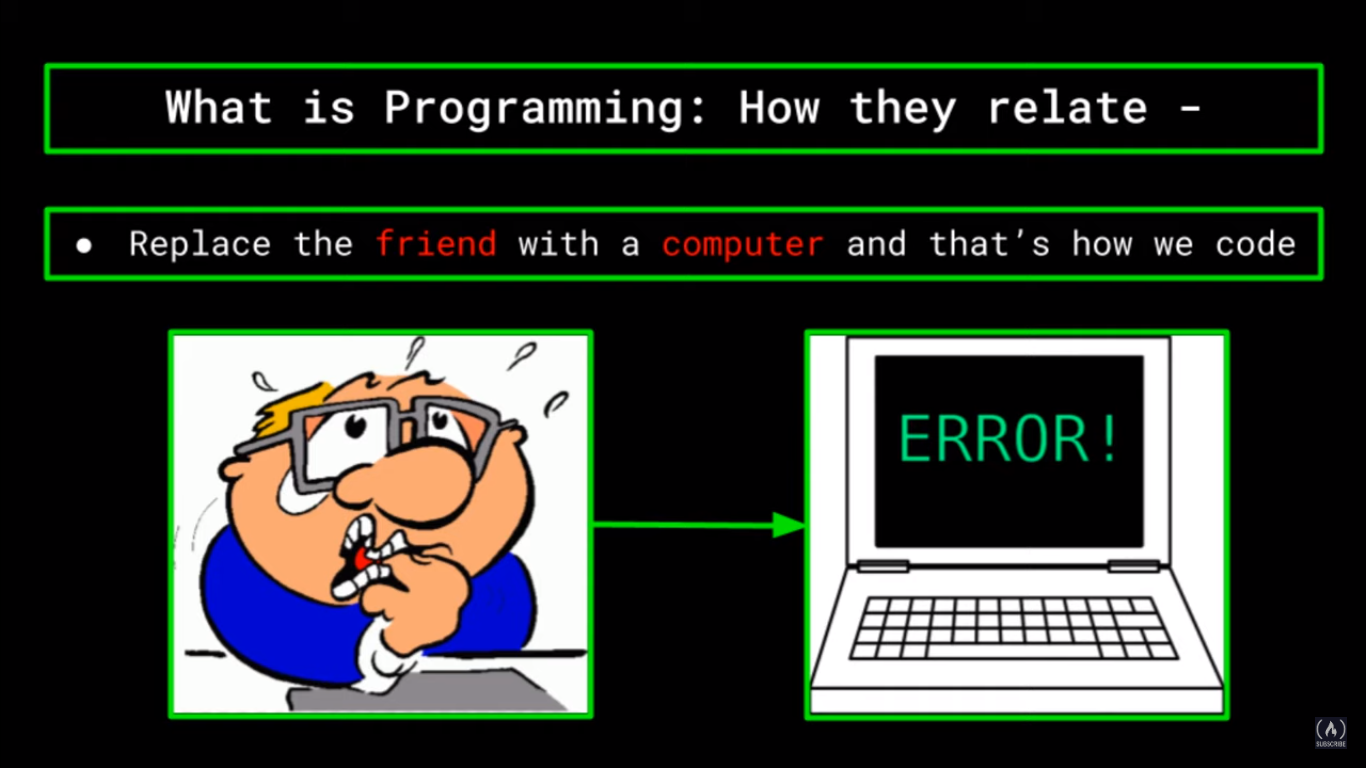 What is Programming: How they relate -
● Replace the friend with a computer and that's how we code
ERROR!
SUBSCRIBE